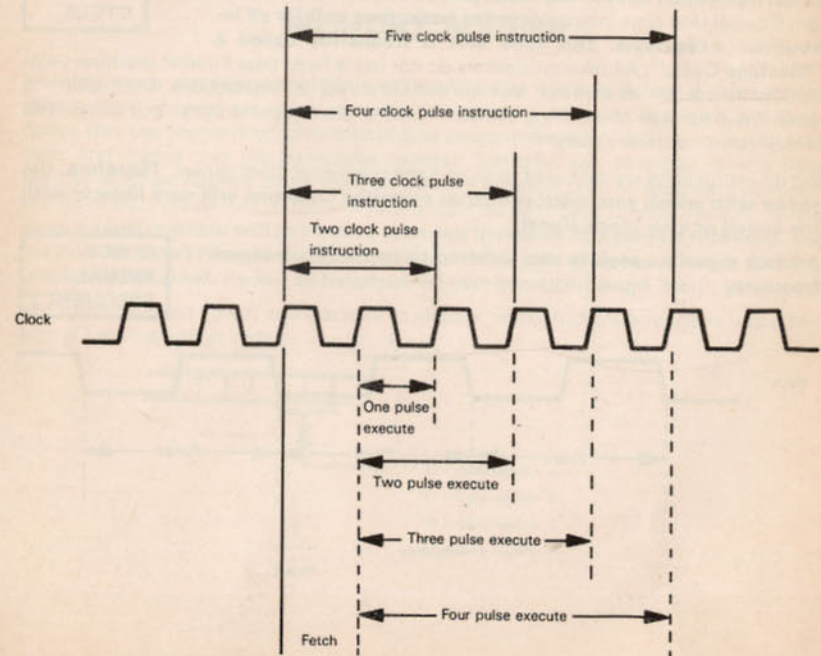 CYCLE
Five clock pulse instruction
Four clock pulse instruction
Three clock pulse
instruction
Two clock pulse
instruction
Clock
One pulse
execute
Two pulse execute
Three pulse execute
Four pulse execute
Fetch